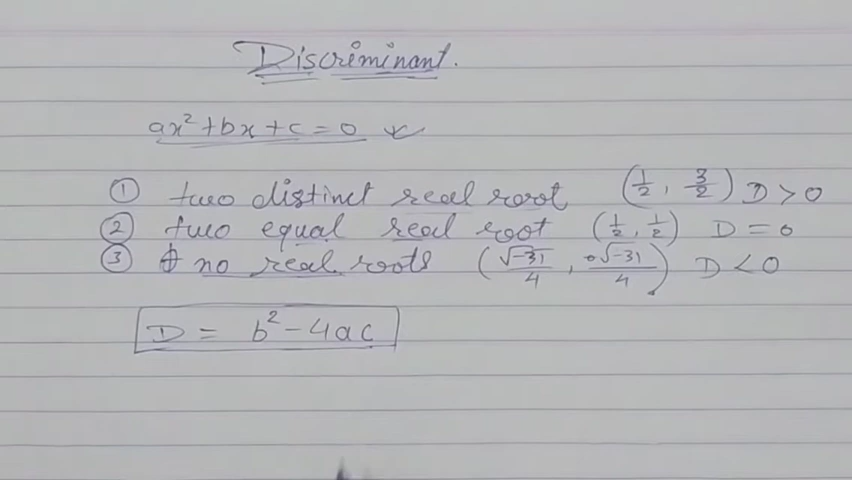 Discriminant.
ax² + bx + c = 0
① two distinct real root (1/2, 3/2) D > 0
② two equal real root (1/2, 1/2) D = 0
③ no real roots (√-31/4, √-31/4) D < 0
D = b² - 4ac